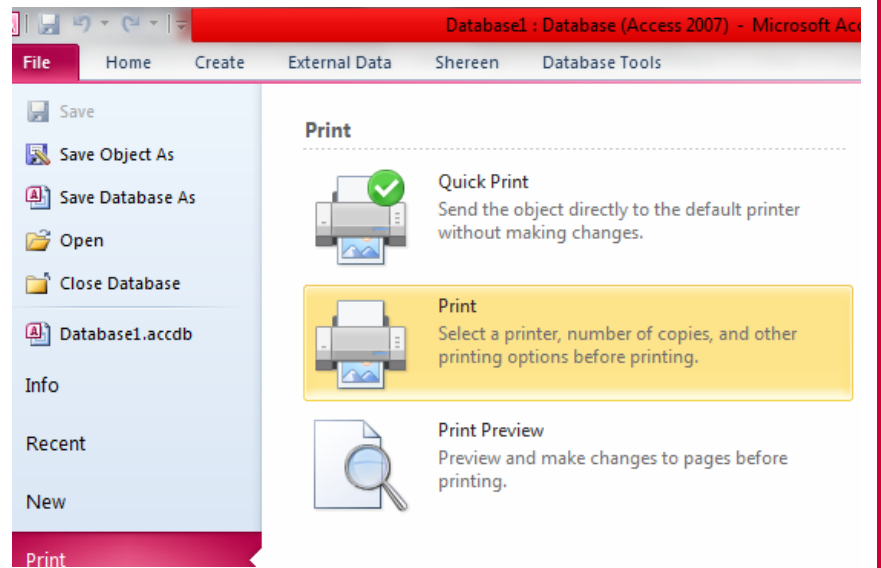 Database1 : Database (Access 2007) - Microsoft
File Home Create External Data Shereen Database Tools
Save
Save Object As
Save Database As
Open
Close Database
Database1.accdb
Info
Recent
New
Print
Print
Quick Print
Send the object directly to the default printer
without making changes.
Print
Select a printer, number of copies, and other
printing options before printing.
Print Preview
Preview and make changes to pages before
printing.